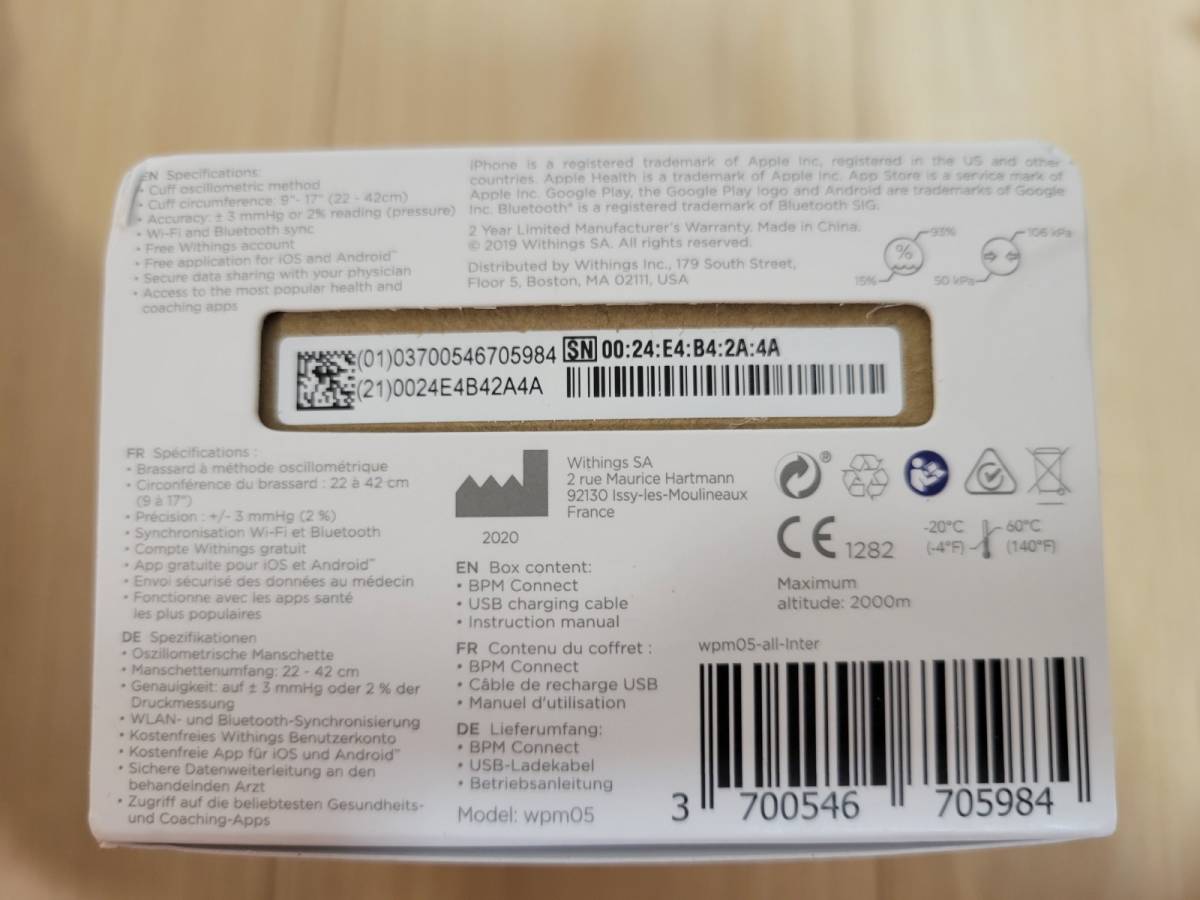 EN Specifications:
• Cuff oscillometric method
• Cuff circumference: 9"- 17" (22 - 42cm)
• Accuracy: ± 3 mmHg or 2% reading (pressure)
• Wi-Fi and Bluetooth sync
• Free Withings account
• Free application for iOS and Android™
• Secure data sharing with your physician
• Access to the most popular health and
coaching apps
iPhone is a registered trademark of Apple Inc, registered in the US and other
countries. Apple Health is a trademark of Apple Inc. App Store is a service mark of
Apple Inc. Google Play, the Google Play logo and Android are trademarks of Google
Inc. Bluetooth® is a registered trademark of Bluetooth SIG.
2 Year Limited Manufacturer's Warranty. Made in China.
© 2019 Withings SA. All rights reserved.
Distributed by Withings Inc., 179 South Street,
Floor 5, Boston, MA 02111, USA
93%
%
15%
106 kPa
50 kPa
(01)03700546705984
(21)0024E4B42A4A
SN 00:24:E4:B4:2A:4A
FR Spécifications :
• Brassard à méthode oscillométrique
• Circonférence du brassard : 22 à 42 cm
(9 à 17")
• Précision : +/- 3 mmHg (2 %)
• Synchronisation Wi-Fi et Bluetooth
• Compte Withings gratuit
• App gratuite pour iOS et Android™
• Envoi sécurisé des données au médecin
• Fonctionne avec les apps santé
les plus populaires
DE Spezifikationen
• Oszillometrische Manschette
• Manschettenumfang: 22 - 42 cm
• Genauigkeit: auf ± 3 mmHg oder 2 % der
Druckmessung
• WLAN- und Bluetooth-Synchronisierung
• Kostenfreies Withings Benutzerkonto
• Kostenfreie App für iOS und Android™
• Sichere Datenweiterleitung an den
behandelnden Arzt
• Zugriff auf die beliebtesten Gesundheits-
und Coaching-Apps
2020
Withings SA
2 rue Maurice Hartmann
92130 Issy-les-Moulineaux
France
EN Box content:
• BPM Connect
• USB charging cable
• Instruction manual
FR Contenu du coffret :
• BPM Connect
• Câble de recharge USB
• Manuel d'utilisation
DE Lieferumfang:
• BPM Connect
• USB-Ladekabel
• Betriebsanleitung
Model: wpm05
®
CE 1282
-20°C
(-4°F)
60°C
(140°F)
Maximum
altitude: 2000m
wpm05-all-Inter
3 700546 705984